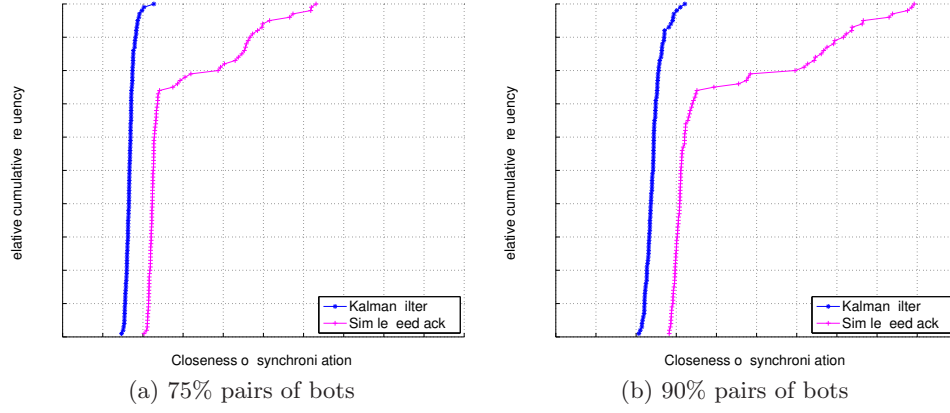 elative cumulative re uency
Kalman ilter
Sim le eed ack
Closeness o synchroni ation
(a) 75% pairs of bots
elative cumulative re uency
Kalman ilter
Sim le eed ack
Closeness o synchroni ation
(b) 90% pairs of bots